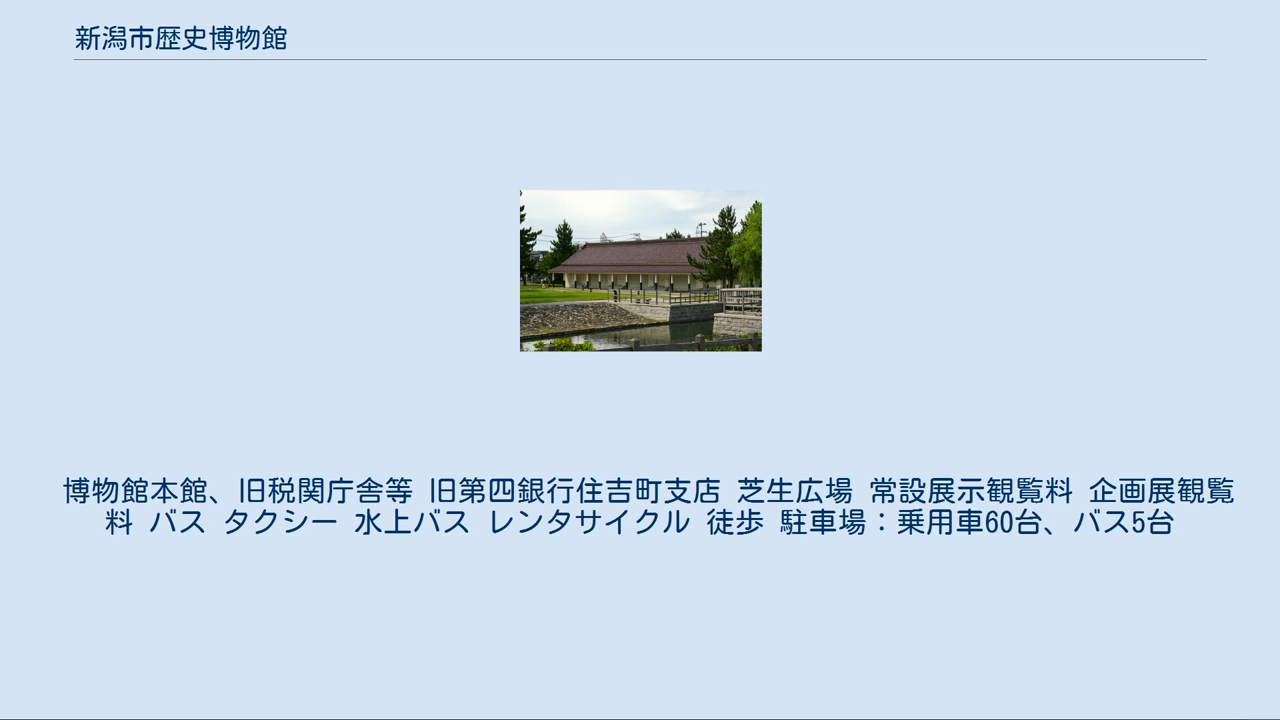 新潟市歴史博物館
博物館本館、旧税関庁舎等 旧第四銀行住吉町支店 芝生広場 常設展示観覧料 企画展観覧
料 バス タクシー 水上バス レンタサイクル 徒歩 駐車場：乗用車60台、バス5台